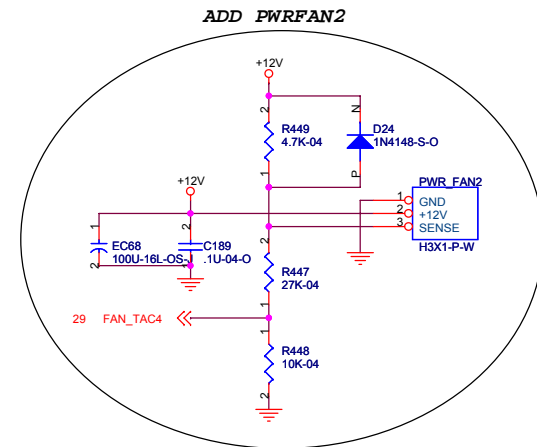 ADD PWRFAN2
+12V
2
R449
4.7K-04
1
N
D24
1N4148-S-O
P
PWR_FAN2
1
GND
2
+12V
3
SENSE
H3X1-P-W
+12V
1
EC68
100U-16L-OS-
2
2
C189
.1U-04-O
2
R447
27K-04
1
29 FAN_TAC4
1
R448
10K-04
2